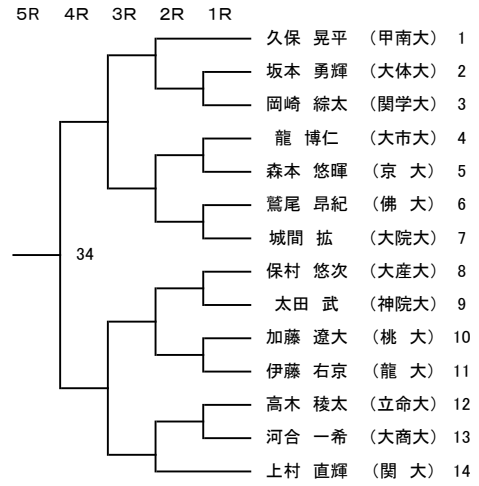 5R 4R 3R 2R 1R
久保 晃平 (甲南大) 1
坂本 勇輝 (大体大) 2
岡崎 綜太 (関学大) 3
龍 博仁 (大市大) 4
森本 悠暉 (京 大) 5
鷲尾 昂紀 (佛 大) 6
城間 拡 (大院大) 7
34
保村 悠次 (大産大) 8
太田 武 (神院大) 9
加藤 遼大 (桃 大) 10
伊藤 右京 (龍 大) 11
高木 稜太 (立命大) 12
河合 一希 (大商大) 13
上村 直輝 (関 大) 14